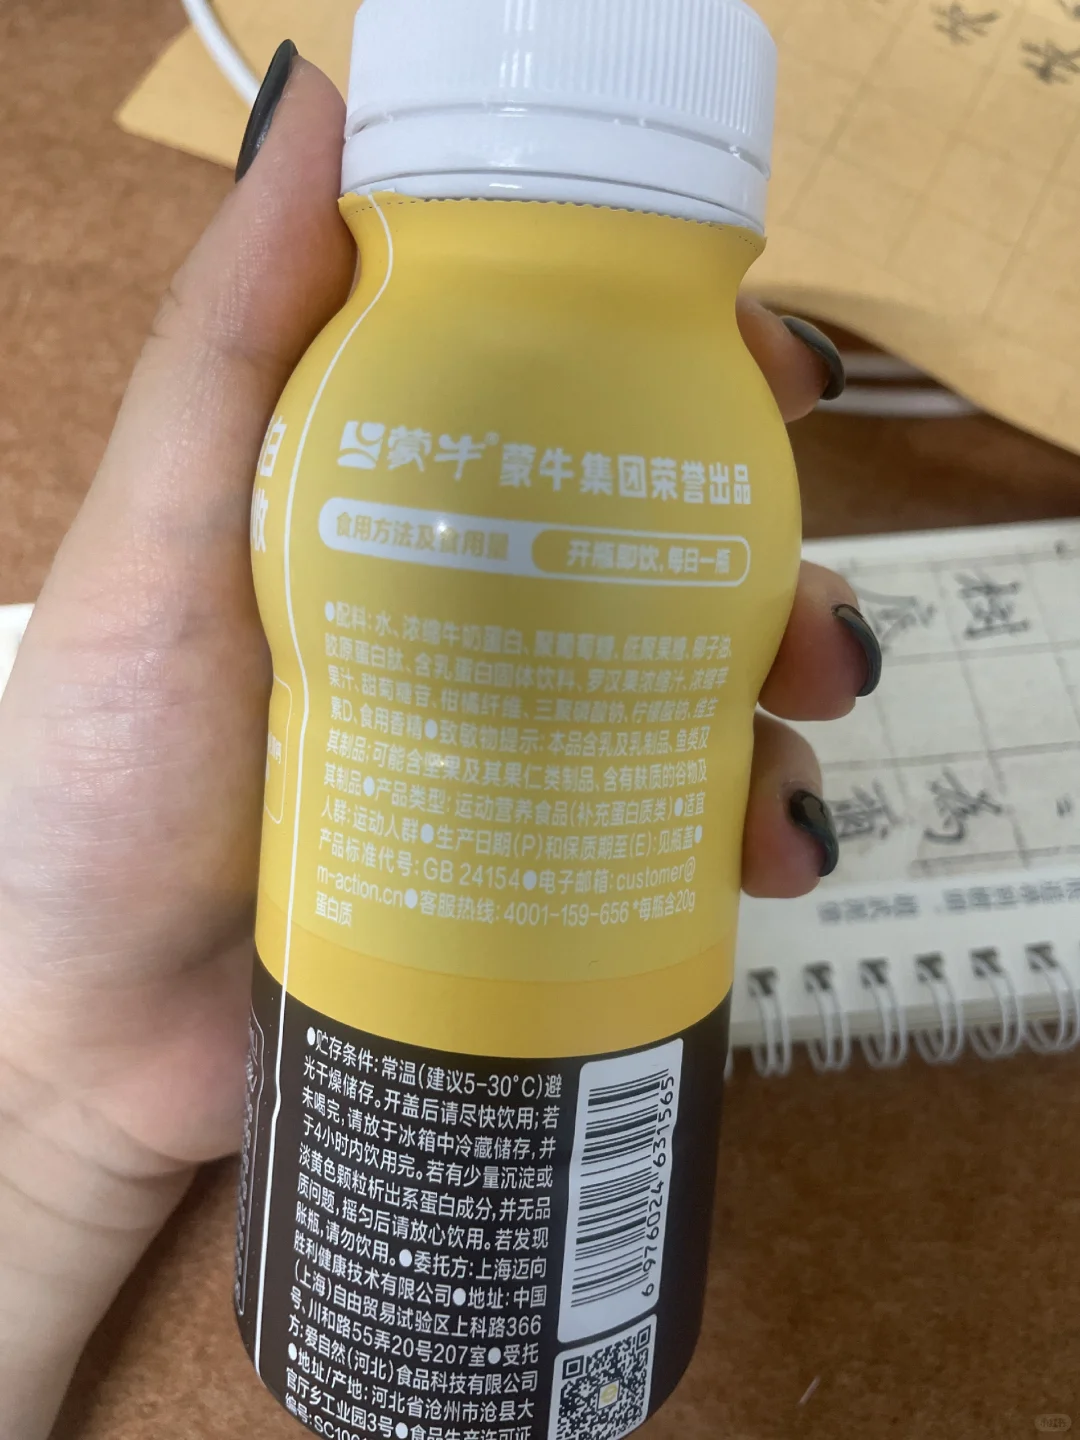 蒙牛® 蒙牛集团荣誉出品
食用方法及食用量 开瓶即饮，每日一瓶
●配料：水、浓缩牛奶蛋白、聚葡萄糖、低聚果糖、椰子油、
胶原蛋白肽、含乳蛋白固体饮料、罗汉果浓缩汁、浓缩苹
果汁、甜菊糖苷、柑橘纤维、三聚磷酸钠、柠檬酸钠、维生
素D、食用香精●致敏物提示：本品含乳及乳制品、鱼类及
其制品；可能含坚果及其果仁类制品、含有麸质的谷物及
其制品●产品类型：运动营养食品（补充蛋白质类）●适宜
人群：运动人群●生产日期（P）和保质期至（E）：见瓶盖●
产品标准代号：GB 24154●电子邮箱：customer@
m-action.cn●客服热线：4001-159-656 *每瓶含20g
蛋白质
●贮存条件：常温（建议5-30°C）避
光干燥储存。开盖后请尽快饮用；若
未喝完，请放于冰箱中冷藏储存，并
于4小时内饮用完。若有少量沉淀或
淡黄色颗粒析出系蛋白成分，并无品
质问题，摇匀后请放心饮用。若发现
胀瓶，请勿饮用。●委托方：上海迈向
胜利健康技术有限公司●地址：中国
（上海）自由贸易试验区上科路366
号、川和路55弄20号207室●受托
方：爱自然（河北）食品科技有限公司
●地址/产地：河北省沧州市沧县大
官厅乡工业园3号●食品生产许可证
编号：SC100
6 976024 631565
白
收
树